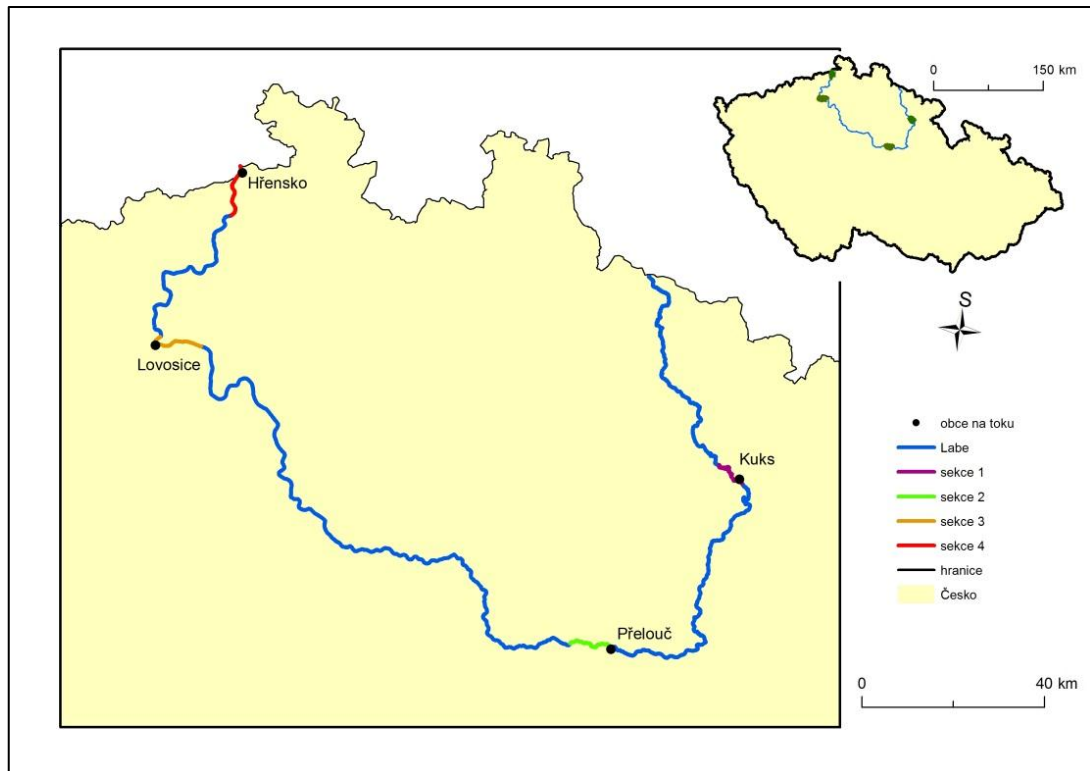 0 150 km
S
Hřensko
Lovosice
Kuks
Přelouč
obce na toku
Labe
sekce 1
sekce 2
sekce 3
sekce 4
hranice
Česko
0 40 km